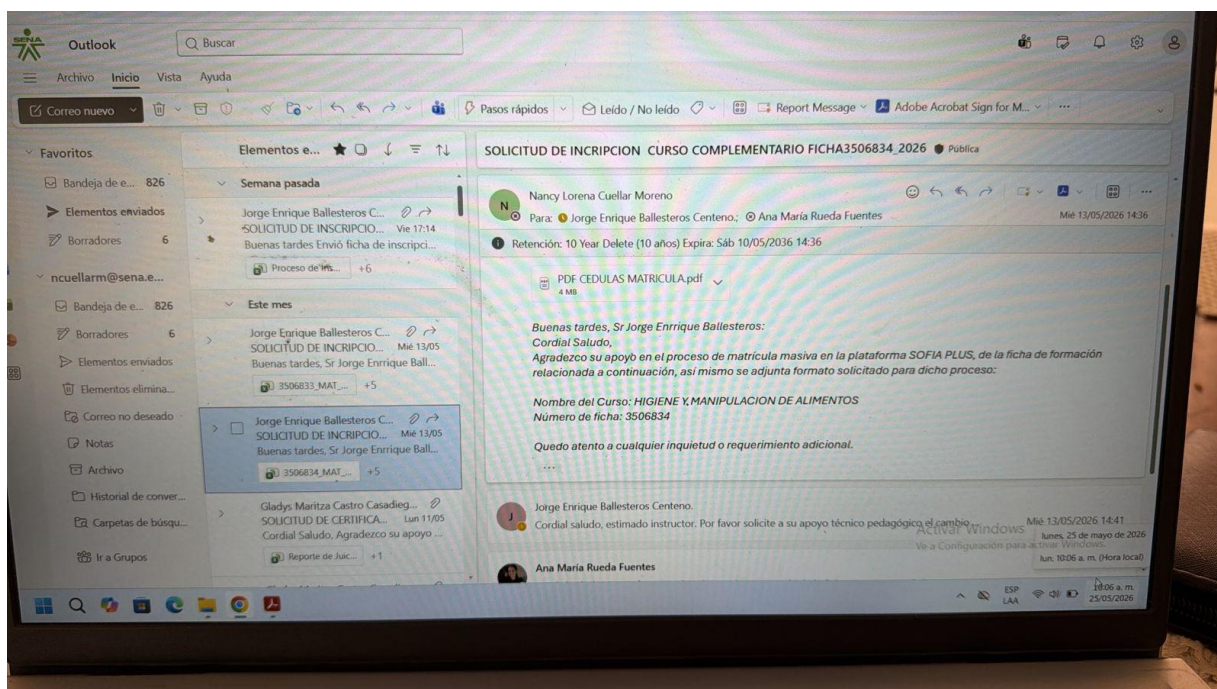 SENA
Outlook
Buscar
Archivo Inicio Vista Ayuda
Correo nuevo
Pasos rápidos
Leído / No leído
Report Message
Adobe Acrobat Sign for M...
Favoritos
Bandeja de e... 826
Elementos enviados
Borradores 6
ncuellarm@sena.e...
Bandeja de e... 826
Borradores 6
Elementos enviados
Elementos elimina...
Correo no deseado
Notas
Archivo
Historial de conver...
Carpetas de búsqu...
Ir a Grupos
Elementos e...
Semana pasada
Jorge Enrique Ballesteros C...
SOLICITUD DE INSCRIPCIO... Vie 17:14
Buenas tardes Envió ficha de inscripci...
Proceso de ins... +6
Este mes
Jorge Enrique Ballesteros C...
SOLICITUD DE INCRIPCIO... Mié 13/05
Buenas tardes, Sr Jorge Enrrique Ball...
3506833_MAT_... +5
Jorge Enrique Ballesteros C...
SOLICITUD DE INCRIPCIO... Mié 13/05
Buenas tardes, Sr Jorge Enrrique Ball...
3506834_MAT_... +5
Gladys Maritza Castro Casadieg...
SOLICITUD DE CERTIFICA... Lun 11/05
Cordial Saludo, Agradezco su apoyo ...
Reporte de Juic... +1
SOLICITUD DE INCRIPCION CURSO COMPLEMENTARIO FICHA3506834_2026 Pública
N
Nancy Lorena Cuellar Moreno
Para: Jorge Enrique Ballesteros Centeno.; Ana María Rueda Fuentes
Mié 13/05/2026 14:36
Retención: 10 Year Delete (10 años) Expira: Sáb 10/05/2036 14:36
PDF CEDULAS MATRICULA.pdf
4 MB
Buenas tardes, Sr Jorge Enrrique Ballesteros:
Cordial Saludo,
Agradezco su apoyo en el proceso de matrícula masiva en la plataforma SOFIA PLUS, de la ficha de formación
relacionada a continuación, así mismo se adjunta formato solicitado para dicho proceso:
Nombre del Curso: HIGIENE Y MANIPULACION DE ALIMENTOS
Número de ficha: 3506834
Quedo atento a cualquier inquietud o requerimiento adicional.
...
J
Jorge Enrique Ballesteros Centeno.
Cordial saludo, estimado instructor. Por favor solicite a su apoyo técnico pedagógico el cambio...
Mié 13/05/2026 14:41
Activar Windows
Ve a Configuración para activar Windows.
lunes, 25 de mayo de 2026
lun. 10:06 a. m. (Hora local)
Ana María Rueda Fuentes
ESP
LAA
10:06 a. m.
25/05/2026